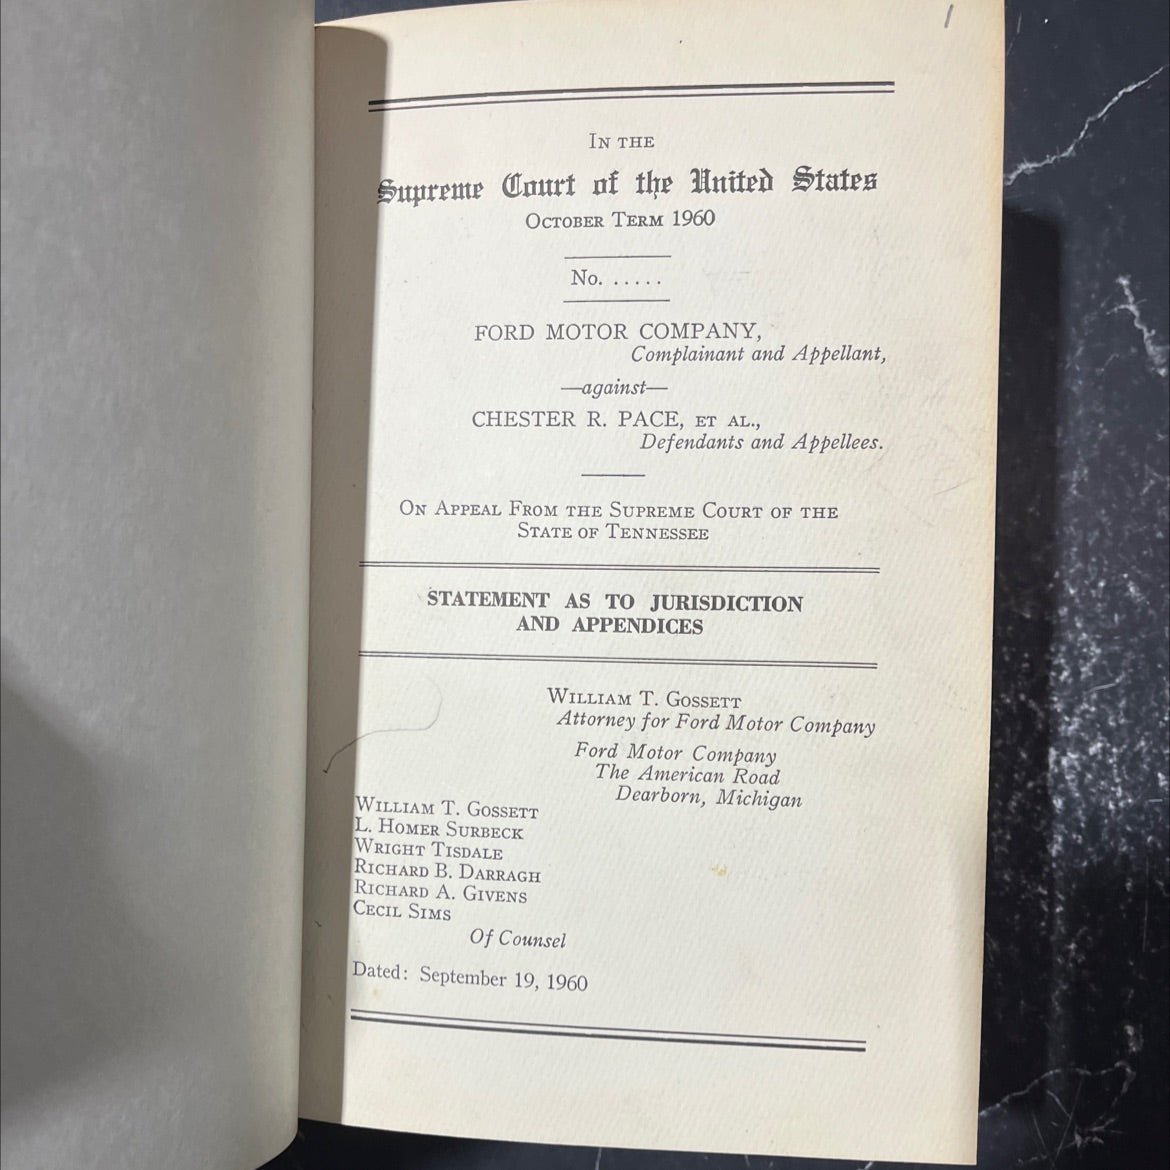 1
IN THE
Supreme Court of the United States
OCTOBER TERM 1960
No. .....
FORD MOTOR COMPANY,
Complainant and Appellant,
—against—
CHESTER R. PACE, ET AL.,
Defendants and Appellees.
ON APPEAL FROM THE SUPREME COURT OF THE
STATE OF TENNESSEE
STATEMENT AS TO JURISDICTION
AND APPENDICES
WILLIAM T. GOSSETT
Attorney for Ford Motor Company
Ford Motor Company
The American Road
Dearborn, Michigan
WILLIAM T. GOSSETT
L. HOMER SURBECK
WRIGHT TISDALE
RICHARD B. DARRAGH
RICHARD A. GIVENS
CECIL SIMS
Of Counsel
Dated: September 19, 1960